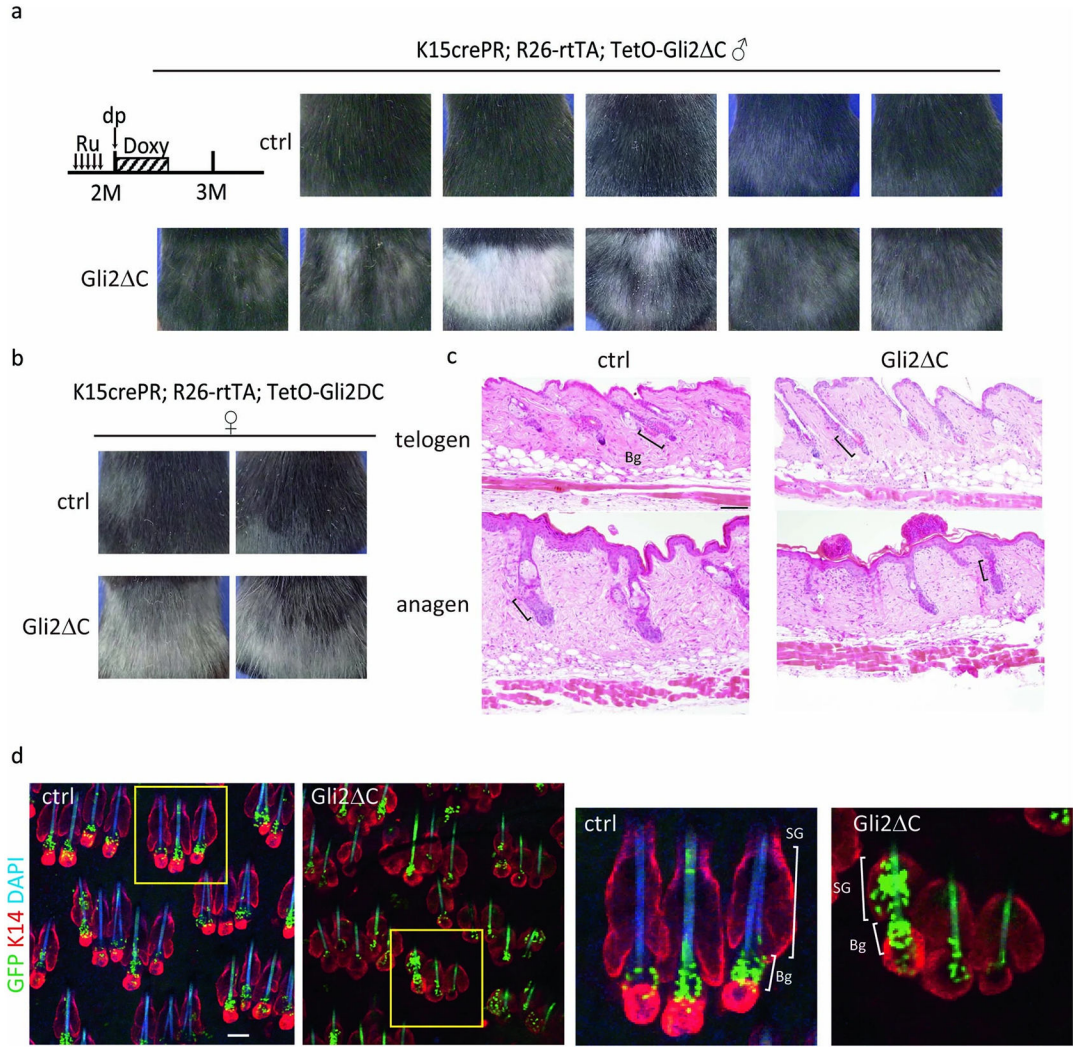 a
K15crePR; R26-rtTA; TetO-Gli2ΔC ♂
dp
Ru
Doxy
2M
3M
ctrl
Gli2ΔC
b
K15crePR; R26-rtTA; TetO-Gli2DC
♀
ctrl
Gli2ΔC
c
ctrl
Gli2ΔC
telogen
Bg
anagen
d
GFP K14 DAPI
ctrl
Gli2ΔC
ctrl
SG
Bg
Gli2ΔC
SG
Bg